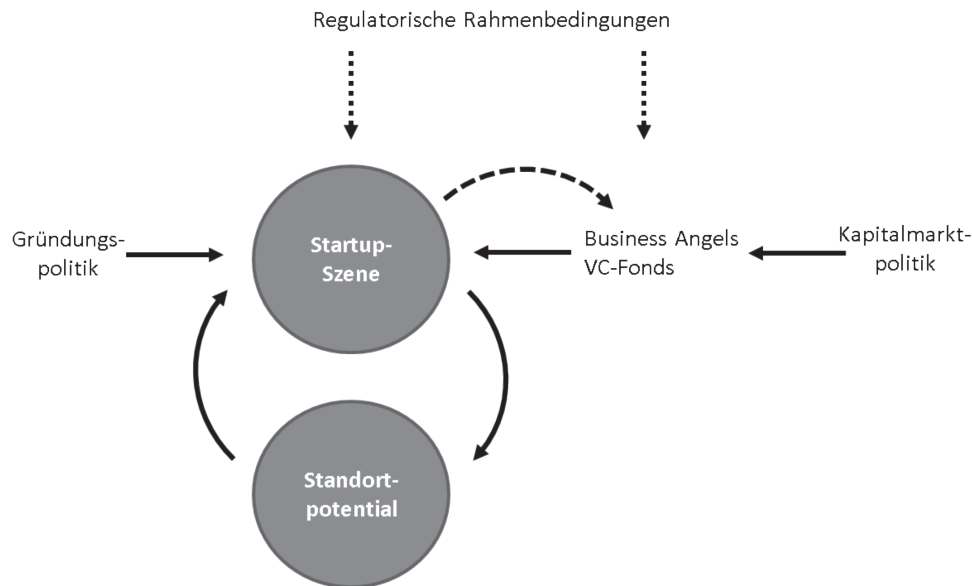 Regulatorische Rahmenbedingungen
Gründungs-
politik
Startup-
Szene
Business Angels
VC-Fonds
Kapitalmarkt-
politik
Standort-
potential